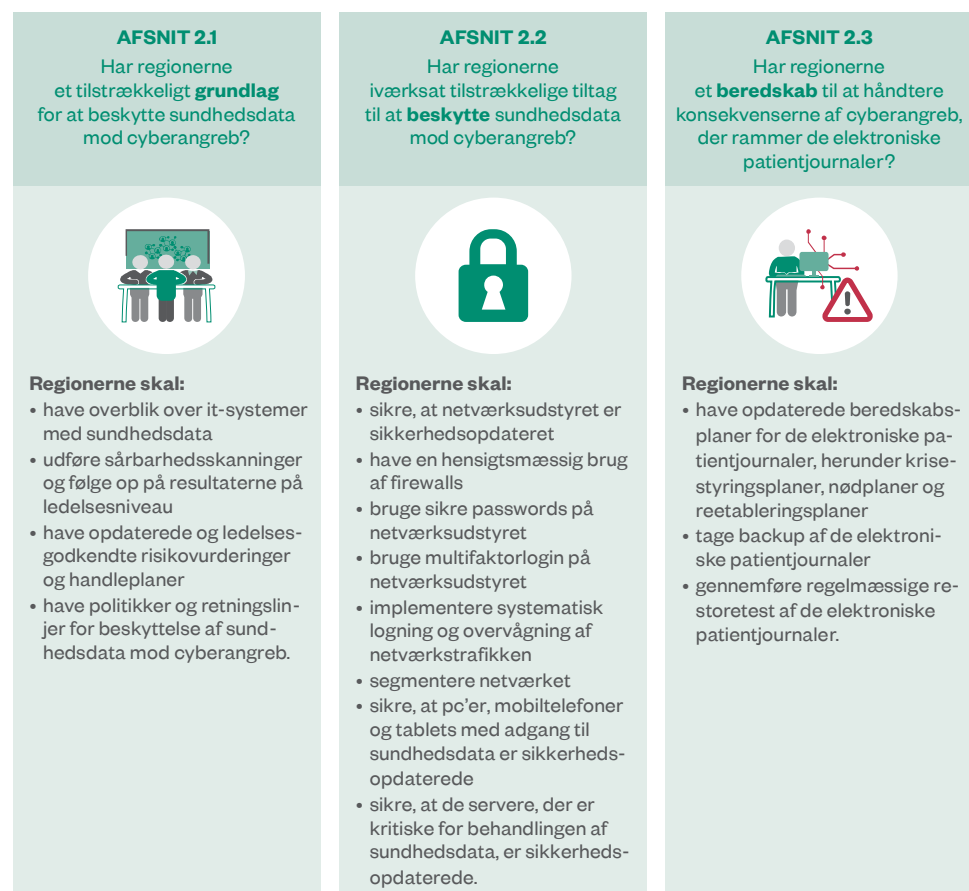 AFSNIT 2.1
Har regionerne
et tilstrækkeligt grundlag
for at beskytte sundhedsdata
mod cyberangreb?
Regionerne skal:
• have overblik over it-systemer
med sundhedsdata
• udføre sårbarhedsskanninger
og følge op på resultaterne på
ledelsesniveau
• have opdaterede og ledelses-
godkendte risikovurderinger
og handleplaner
• have politikker og retningslin-
jer for beskyttelse af sund-
hedsdata mod cyberangreb.
AFSNIT 2.2
Har regionerne
iværksat tilstrækkelige tiltag
til at beskytte sundhedsdata
mod cyberangreb?
Regionerne skal:
• sikre, at netværksudstyret er
sikkerhedsopdateret
• have en hensigtsmæssig brug
af firewalls
• bruge sikre passwords på
netværksudstyret
• bruge multifaktorlogin på
netværksudstyret
• implementere systematisk
logning og overvågning af
netværkstrafikken
• segmentere netværket
• sikre, at pc’er, mobiltelefoner
og tablets med adgang til
sundhedsdata er sikkerheds-
opdaterede
• sikre, at de servere, der er
kritiske for behandlingen af
sundhedsdata, er sikkerheds-
opdaterede.
AFSNIT 2.3
Har regionerne
et beredskab til at håndtere
konsekvenserne af cyberangreb,
der rammer de elektroniske
patientjournaler?
Regionerne skal:
• have opdaterede beredskabs-
planer for de elektroniske pa-
tientjournaler, herunder krise-
styringsplaner, nødplaner og
reetableringsplaner
• tage backup af de elektroni-
ske patientjournaler
• gennemføre regelmæssige re-
storetest af de elektroniske
patientjournaler.